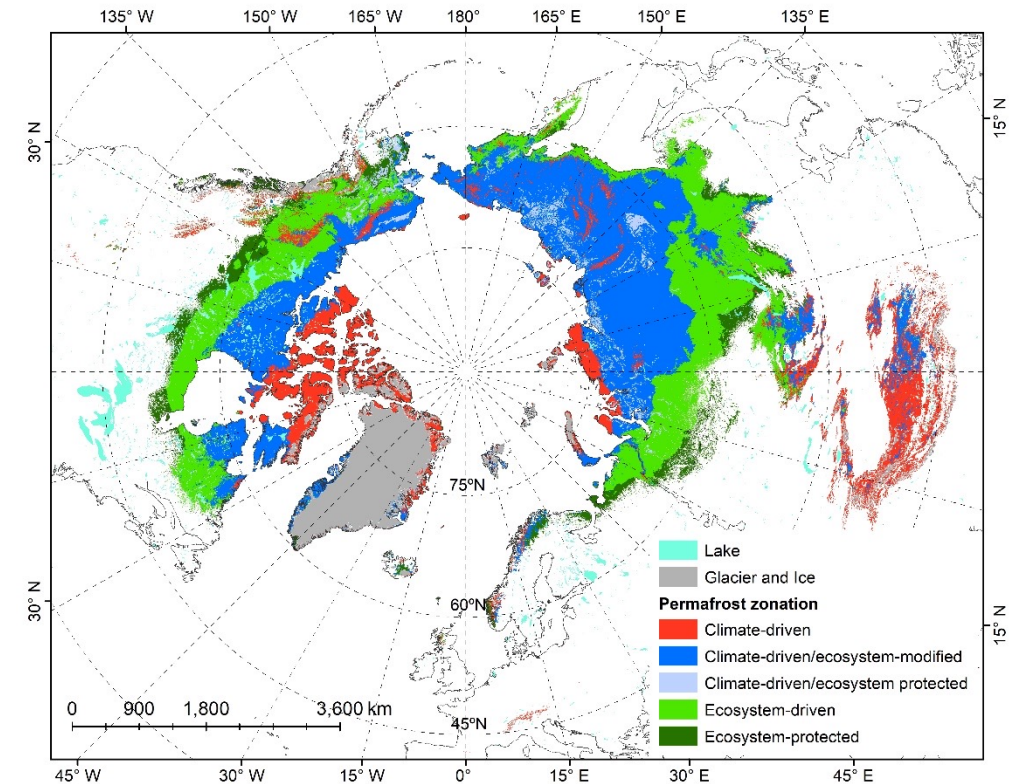 135° W 150° W 165° W 180° 165° E 150° E 135° E
30° N
15° N
75°N
60°N
45°N
30° N
15° N
Lake
Glacier and Ice
Permafrost zonation
Climate-driven
Climate-driven/ecosystem-modified
Climate-driven/ecosystem protected
Ecosystem-driven
Ecosystem-protected
0 900 1,800 3,600 km
45° W 30° W 15° W 0° 15° E 30° E 45° E